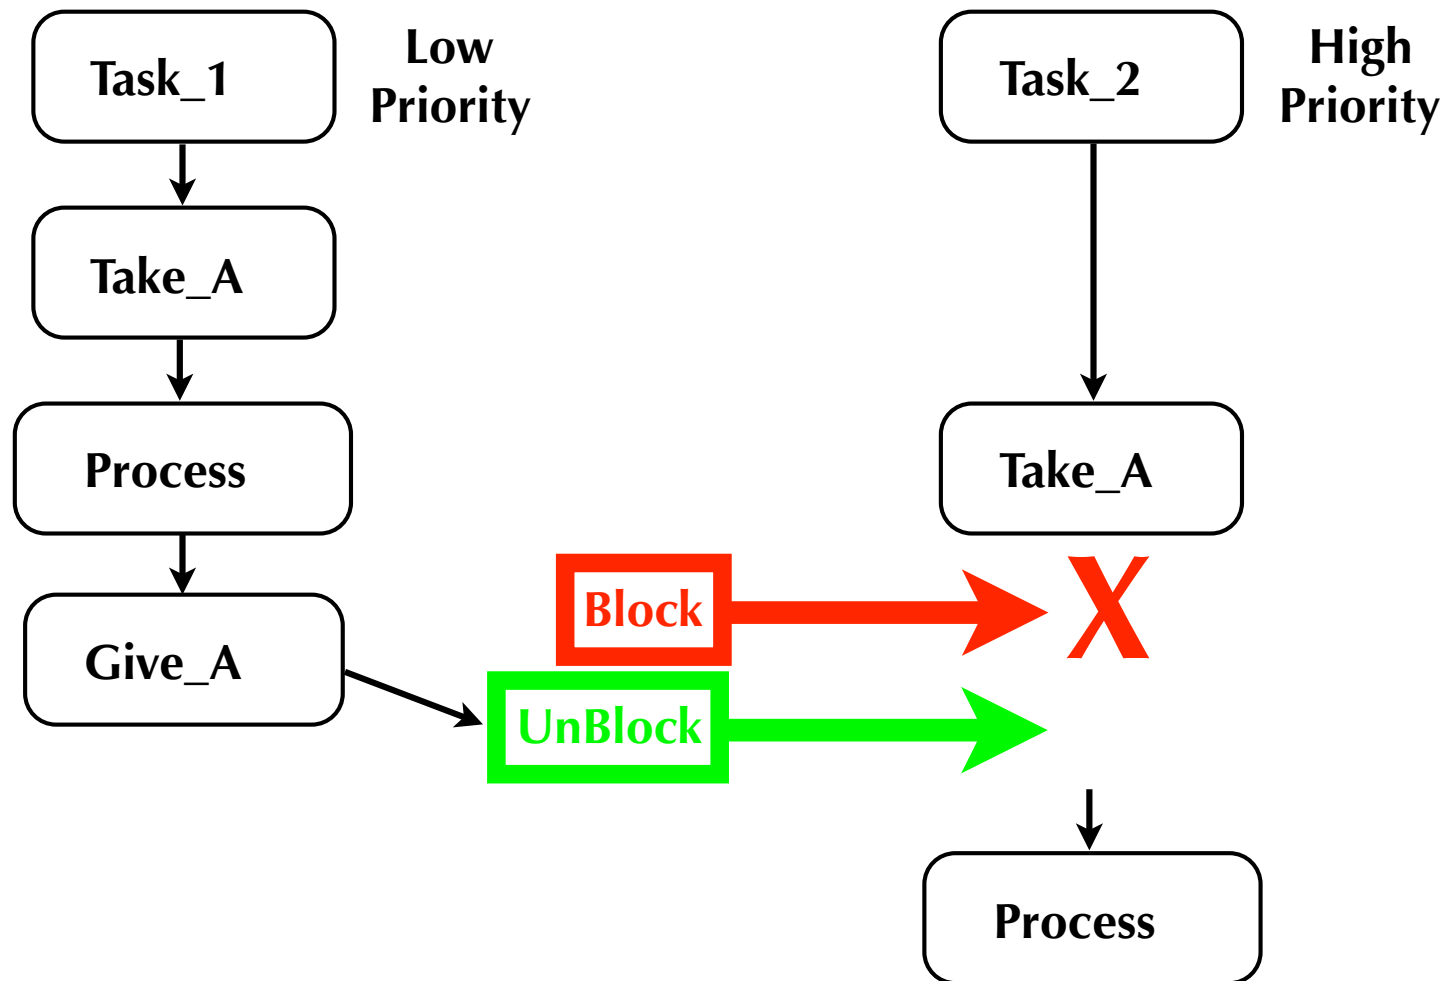 Task_1
Low
Priority
Task_2
High
Priority
Take_A
Process
Take_A
Block
X
Give_A
UnBlock
Process